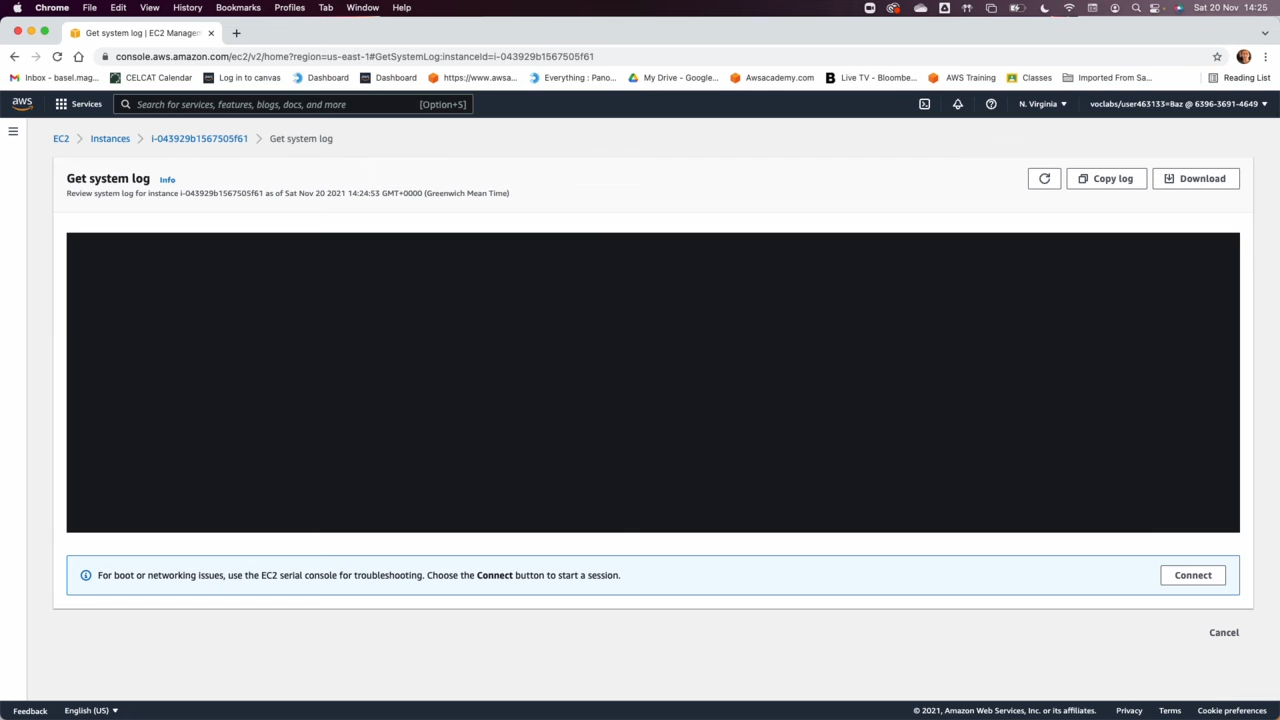 Chrome File Edit View History Bookmarks Profiles Tab Window Help Sat 20 Nov 14:25
Get system log | EC2 Managem
console.aws.amazon.com/ec2/v2/home?region=us-east-1#GetSystemLog:instanceId=i-043929b1567505f61
Inbox - basel.mag... CELCAT Calendar Log in to canvas Dashboard Dashboard https://www.awsa... Everything : Pano... My Drive - Google... Awsacademy.com Live TV - Bloombe... AWS Training Classes Imported From Sa... Reading List
aws Services Search for services, features, blogs, docs, and more [Option+S] N. Virginia voclabs/user463133=Baz @ 6396-3691-4649
EC2 Instances i-043929b1567505f61 Get system log
Get system log Info
Review system log for instance i-043929b1567505f61 as of Sat Nov 20 2021 14:24:53 GMT+0000 (Greenwich Mean Time)
Copy log Download
For boot or networking issues, use the EC2 serial console for troubleshooting. Choose the Connect button to start a session.
Connect
Cancel
Feedback English (US) © 2021, Amazon Web Services, Inc. or its affiliates. Privacy Terms Cookie preferences